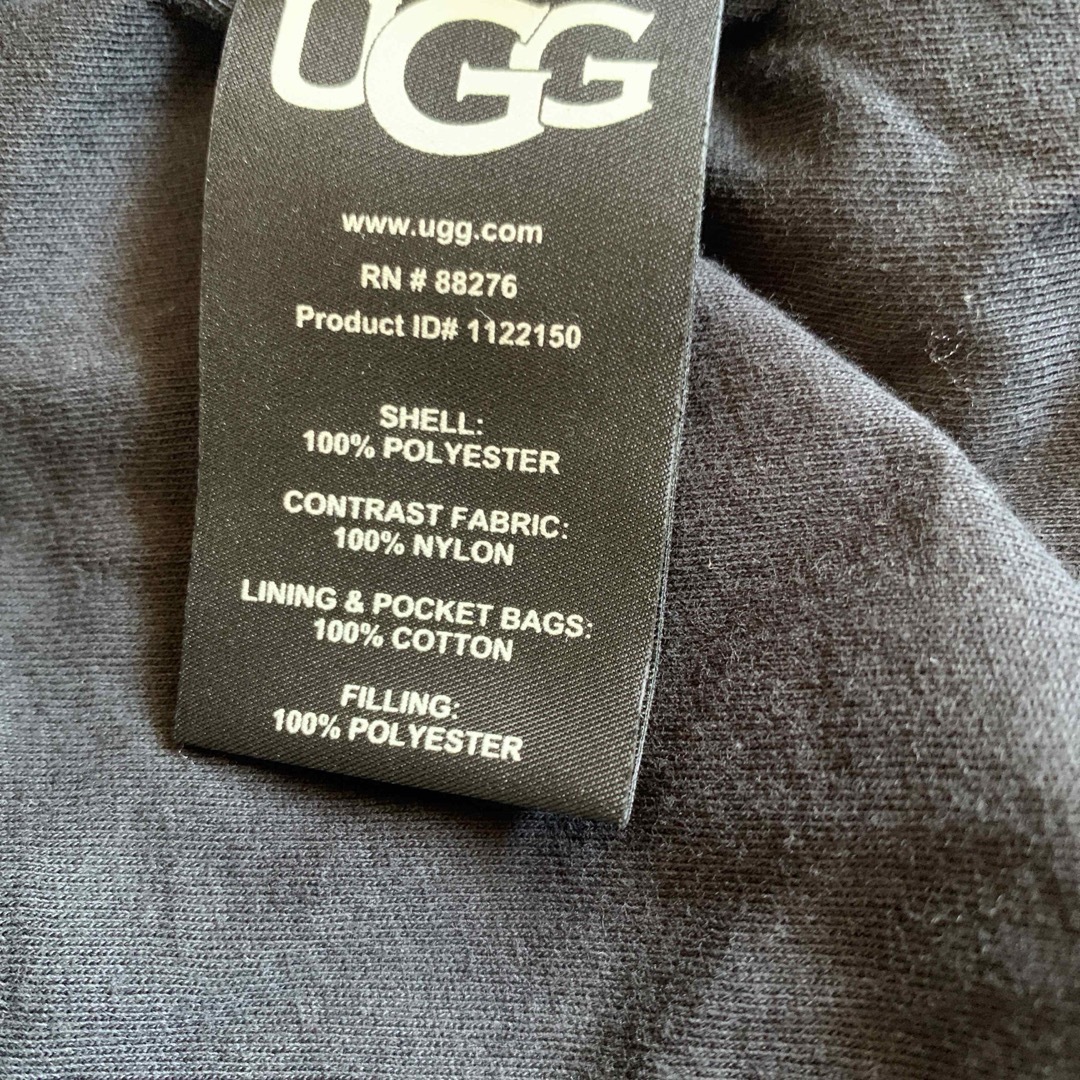 UGG
www.ugg.com
RN # 88276
Product ID# 1122150
SHELL:
100% POLYESTER
CONTRAST FABRIC:
100% NYLON
LINING & POCKET BAGS:
100% COTTON
FILLING:
100% POLYESTER